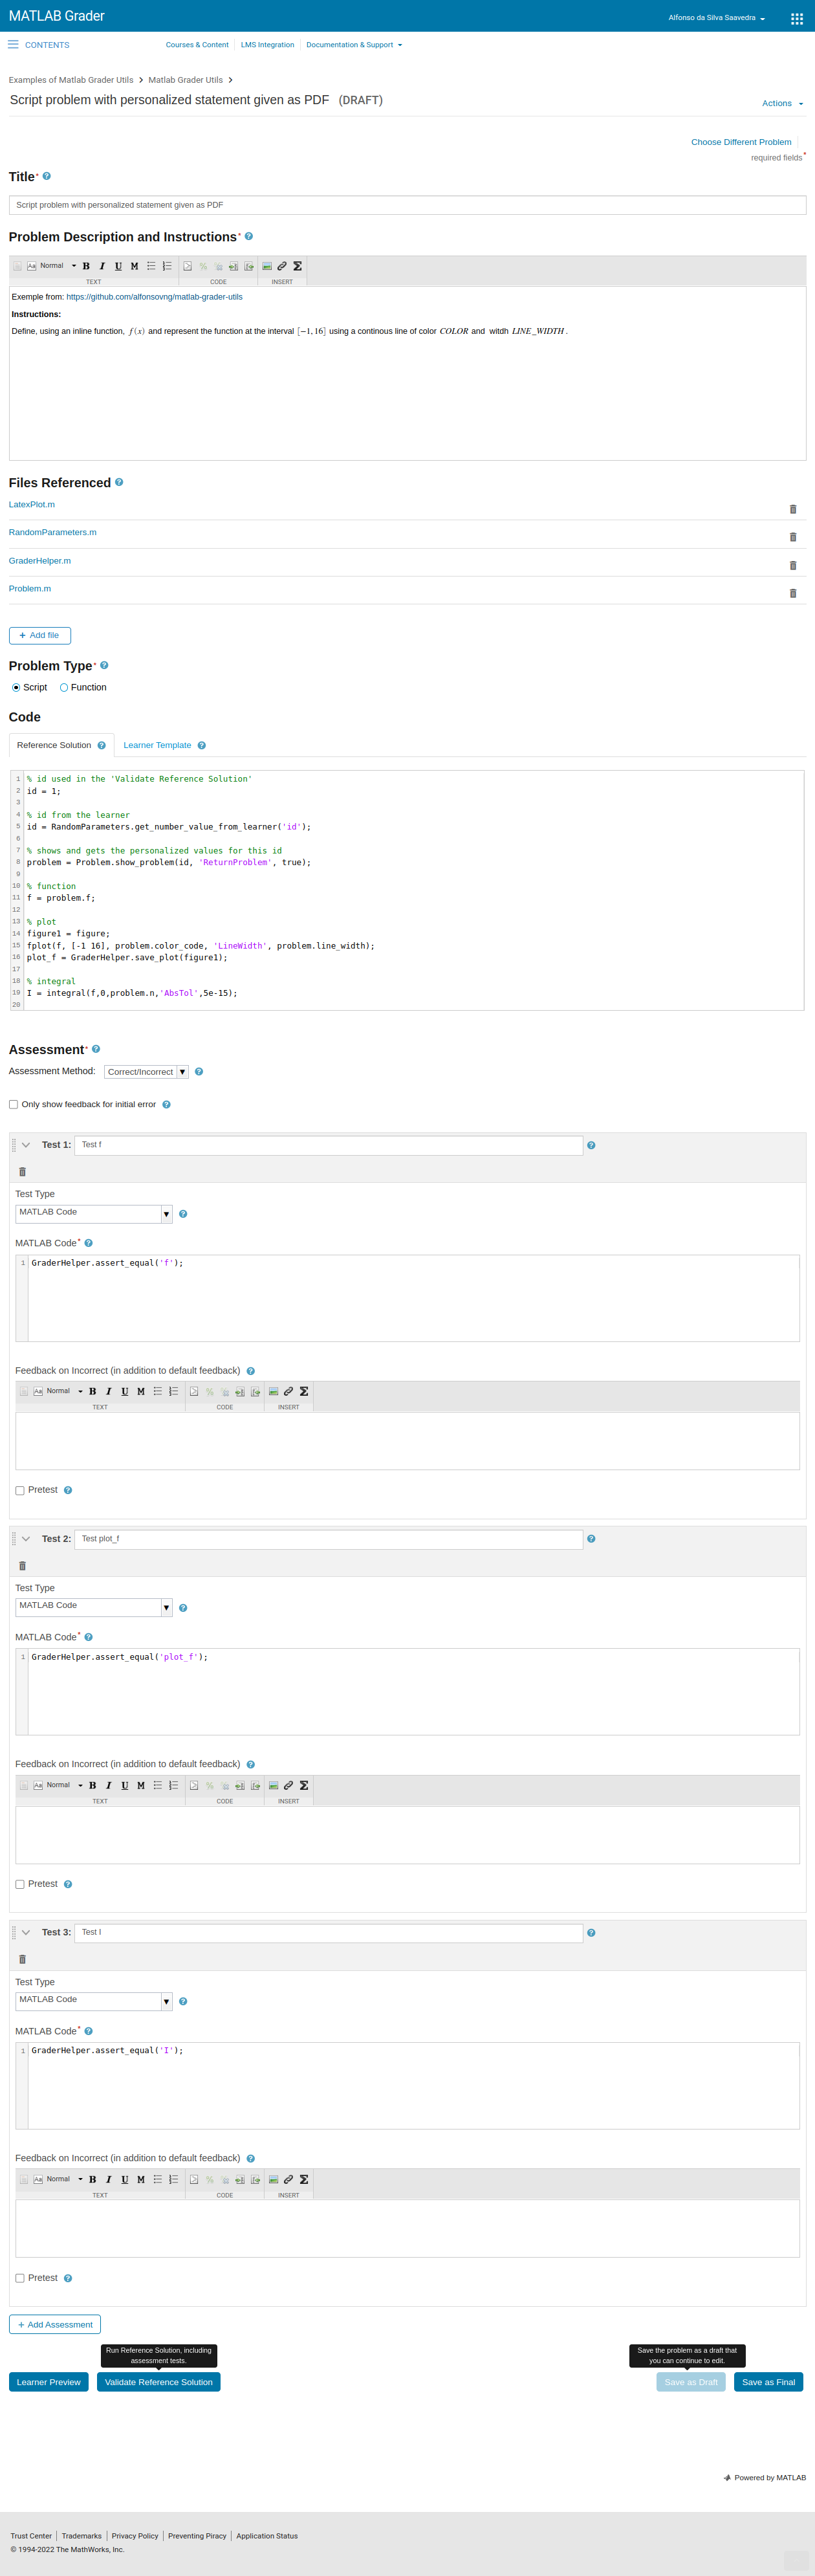 MATLAB Grader
Alfonso da Silva Saavedra
CONTENTS
Courses & Content | LMS Integration | Documentation & Support
Examples of Matlab Grader Utils > Matlab Grader Utils >
Script problem with personalized statement given as PDF (DRAFT)
Actions
Choose Different Problem
required fields*
Title*
Script problem with personalized statement given as PDF
Problem Description and Instructions*
Normal B I U M
TEXT CODE INSERT
Exemple from: https://github.com/alfonsovng/matlab-grader-utils
Instructions:
Define, using an inline function, f(x) and represent the function at the interval [−1, 16] using a continous line of color COLOR and witdh LINE_WIDTH .
Files Referenced
LatexPlot.m
RandomParameters.m
GraderHelper.m
Problem.m
+ Add file
Problem Type*
Script Function
Code
Reference Solution Learner Template
1 % id used in the 'Validate Reference Solution'
2 id = 1;
3
4 % id from the learner
5 id = RandomParameters.get_number_value_from_learner('id');
6
7 % shows and gets the personalized values for this id
8 problem = Problem.show_problem(id, 'ReturnProblem', true);
9
10 % function
11 f = problem.f;
12
13 % plot
14 figure1 = figure;
15 fplot(f, [-1 16], problem.color_code, 'LineWidth', problem.line_width);
16 plot_f = GraderHelper.save_plot(figure1);
17
18 % integral
19 I = integral(f,0,problem.n,'AbsTol',5e-15);
20
Assessment*
Assessment Method: Correct/Incorrect
Only show feedback for initial error
Test 1: Test f
Test Type
MATLAB Code
MATLAB Code*
1 GraderHelper.assert_equal('f');
Feedback on Incorrect (in addition to default feedback)
Normal B I U M
TEXT CODE INSERT
Pretest
Test 2: Test plot_f
Test Type
MATLAB Code
MATLAB Code*
1 GraderHelper.assert_equal('plot_f');
Feedback on Incorrect (in addition to default feedback)
Normal B I U M
TEXT CODE INSERT
Pretest
Test 3: Test I
Test Type
MATLAB Code
MATLAB Code*
1 GraderHelper.assert_equal('I');
Feedback on Incorrect (in addition to default feedback)
Normal B I U M
TEXT CODE INSERT
Pretest
+ Add Assessment
Run Reference Solution, including
assessment tests.
Save the problem as a draft that
you can continue to edit.
Learner Preview Validate Reference Solution Save as Draft Save as Final
Powered by MATLAB
Trust Center | Trademarks | Privacy Policy | Preventing Piracy | Application Status
© 1994-2022 The MathWorks, Inc.